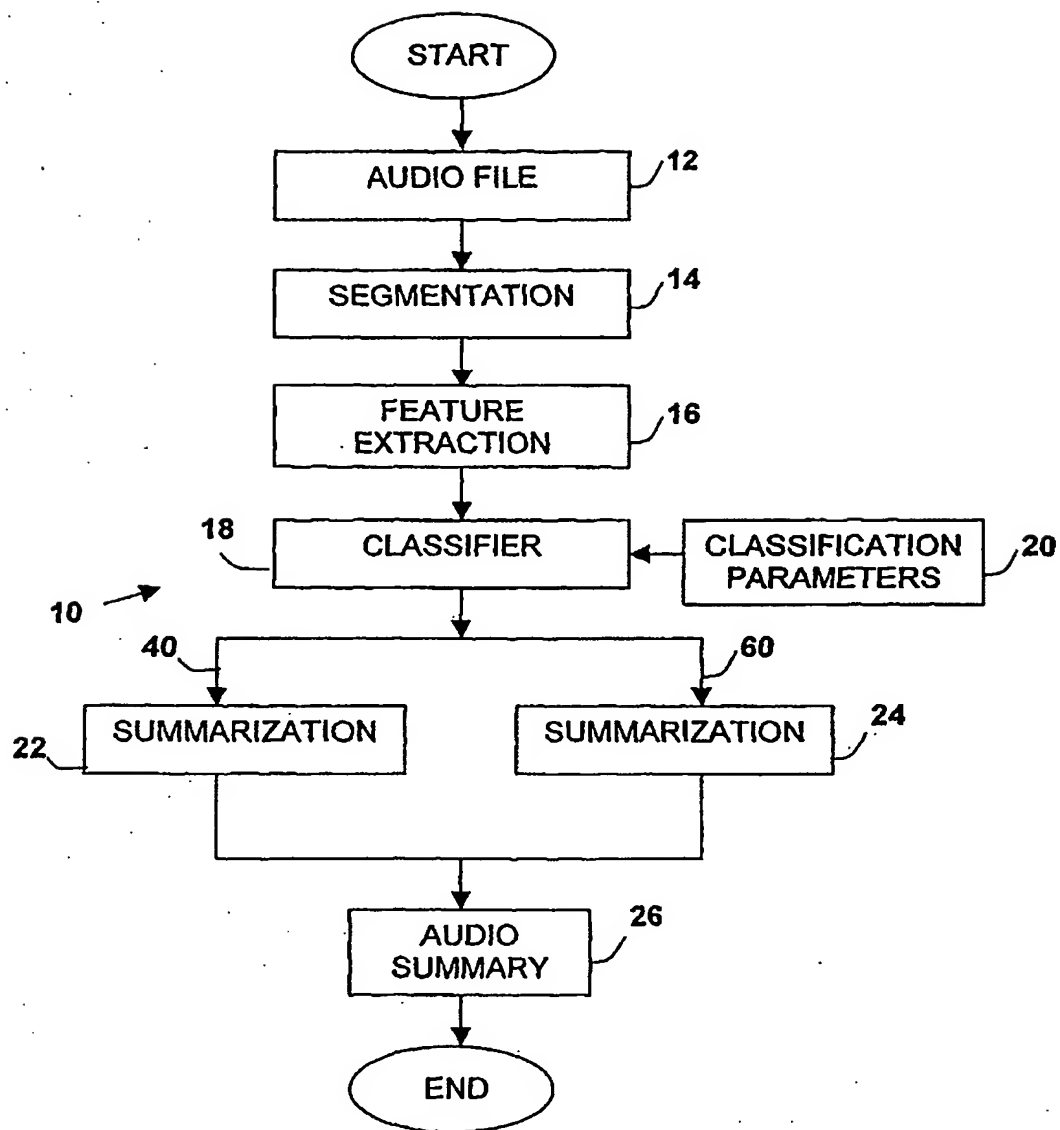 START
AUDIO FILE
12
SEGMENTATION
14
FEATURE
EXTRACTION
16
18
CLASSIFIER
CLASSIFICATION
PARAMETERS
20
10
40
60
SUMMARIZATION
22
SUMMARIZATION
24
AUDIO
SUMMARY
26
END